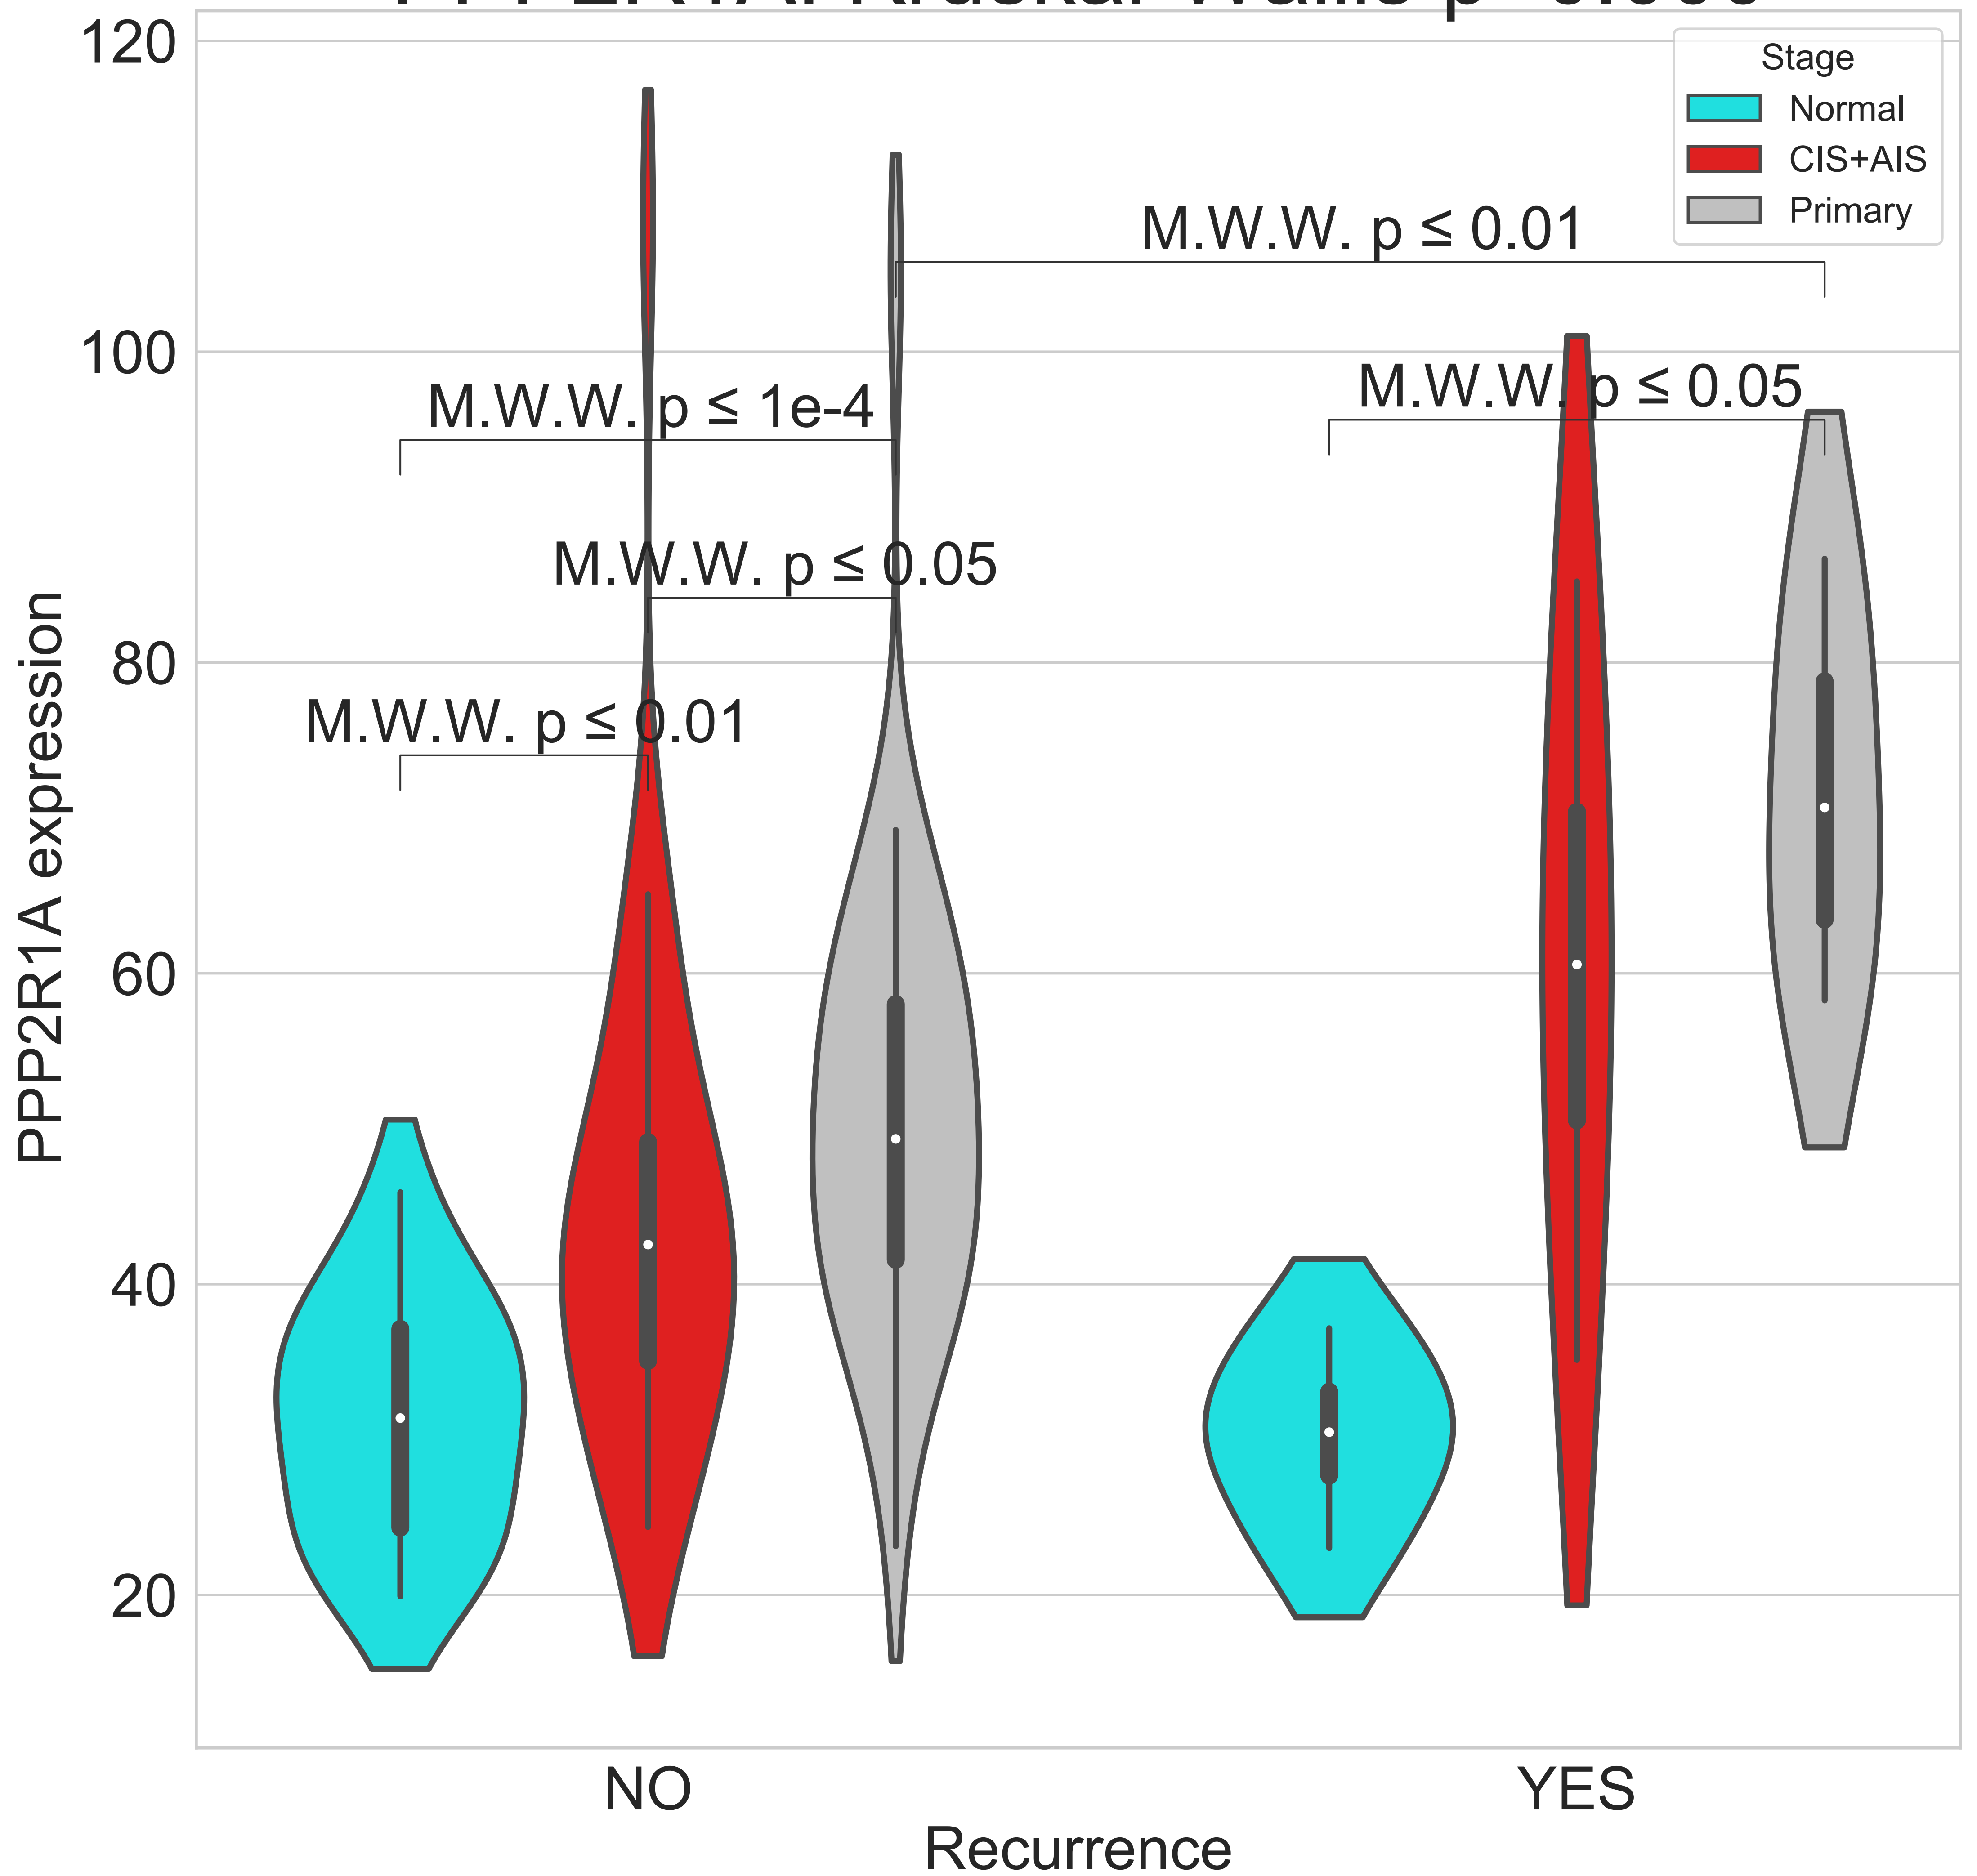 120
Stage
Normal
CIS+AIS
Primary
M.W.W. p ≤ 0.01
100
M.W.W. p ≤ 0.05
M.W.W. p ≤ 1e-4
M.W.W. p ≤ 0.05
80
M.W.W. p ≤ 0.01
PPP2R1A expression
60
40
20
NO
YES
Recurrence